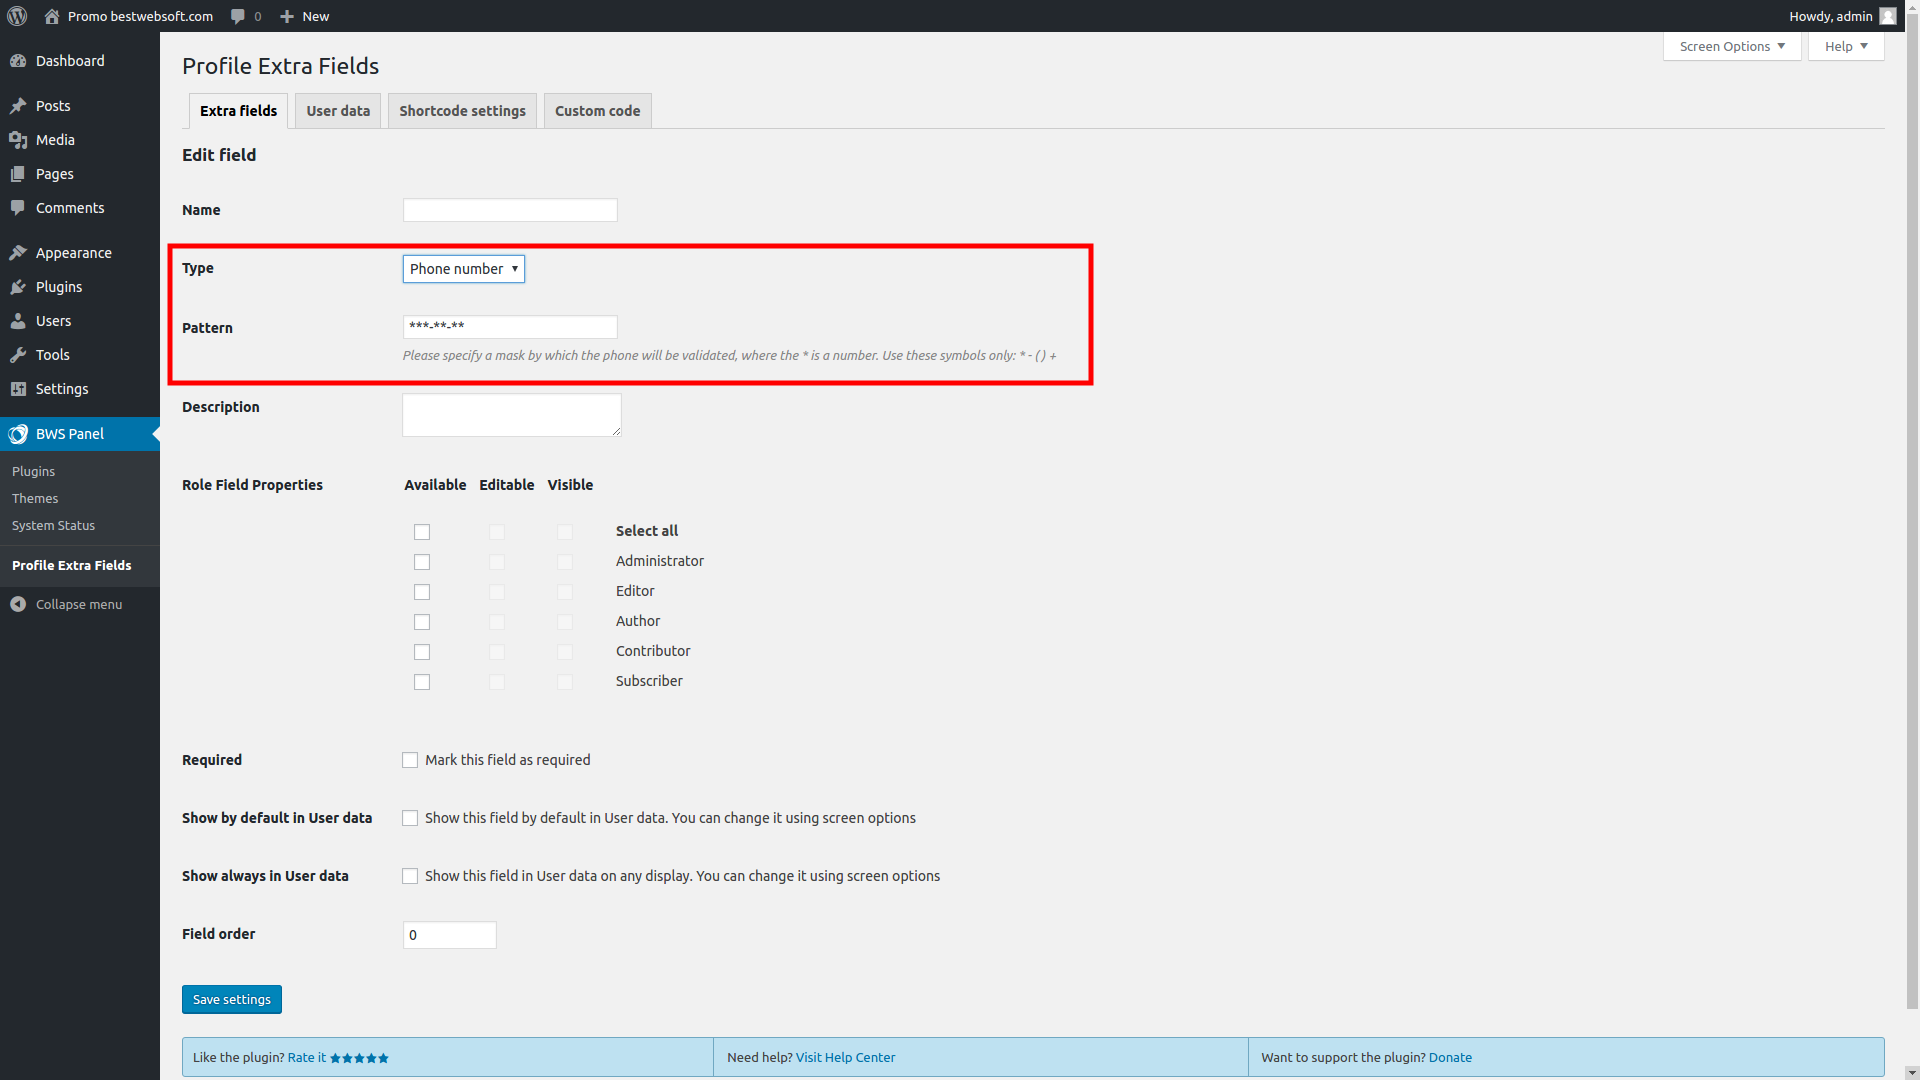 Promo bestwebsoft.com 0 New Howdy, admin
Screen Options Help
Dashboard
Posts
Media
Pages
Comments
Appearance
Plugins
Users
Tools
Settings
BWS Panel
Plugins
Themes
System Status
Profile Extra Fields
Collapse menu
Profile Extra Fields
Extra fields User data Shortcode settings Custom code
Edit field
Name
Type Phone number
Pattern ***-**-**
Please specify a mask by which the phone will be validated, where the * is a number. Use these symbols only: * - ( ) +
Description
Role Field Properties Available Editable Visible
Select all
Administrator
Editor
Author
Contributor
Subscriber
Required Mark this field as required
Show by default in User data Show this field by default in User data. You can change it using screen options
Show always in User data Show this field in User data on any display. You can change it using screen options
Field order 0
Save settings
Like the plugin? Rate it Need help? Visit Help Center Want to support the plugin? Donate